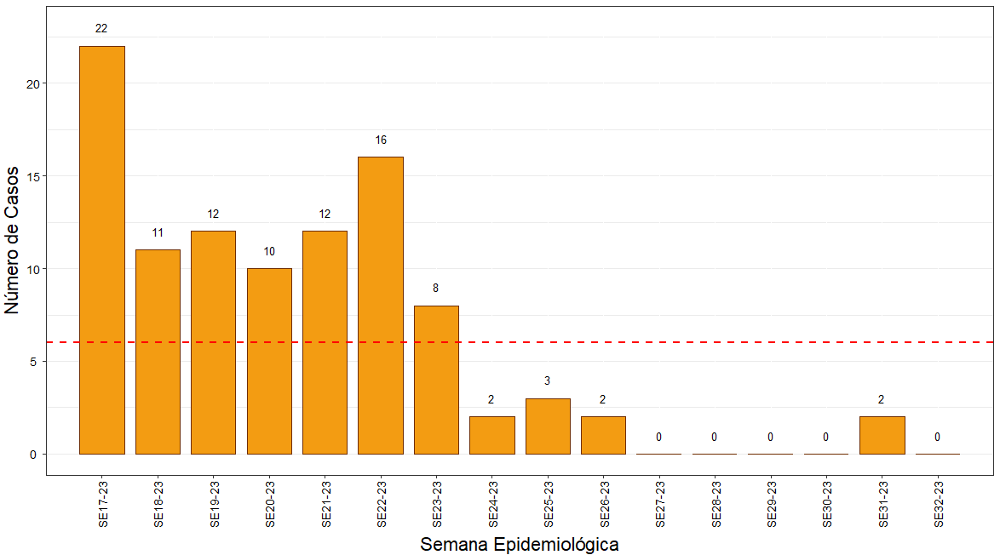 Número de Casos
20
15
10
5
0
22
11
12
10
12
16
8
2
3
2
0
0
0
0
2
0
SE17-23
SE18-23
SE19-23
SE20-23
SE21-23
SE22-23
SE23-23
SE24-23
SE25-23
SE26-23
SE27-23
SE28-23
SE29-23
SE30-23
SE31-23
SE32-23
Semana Epidemiológica